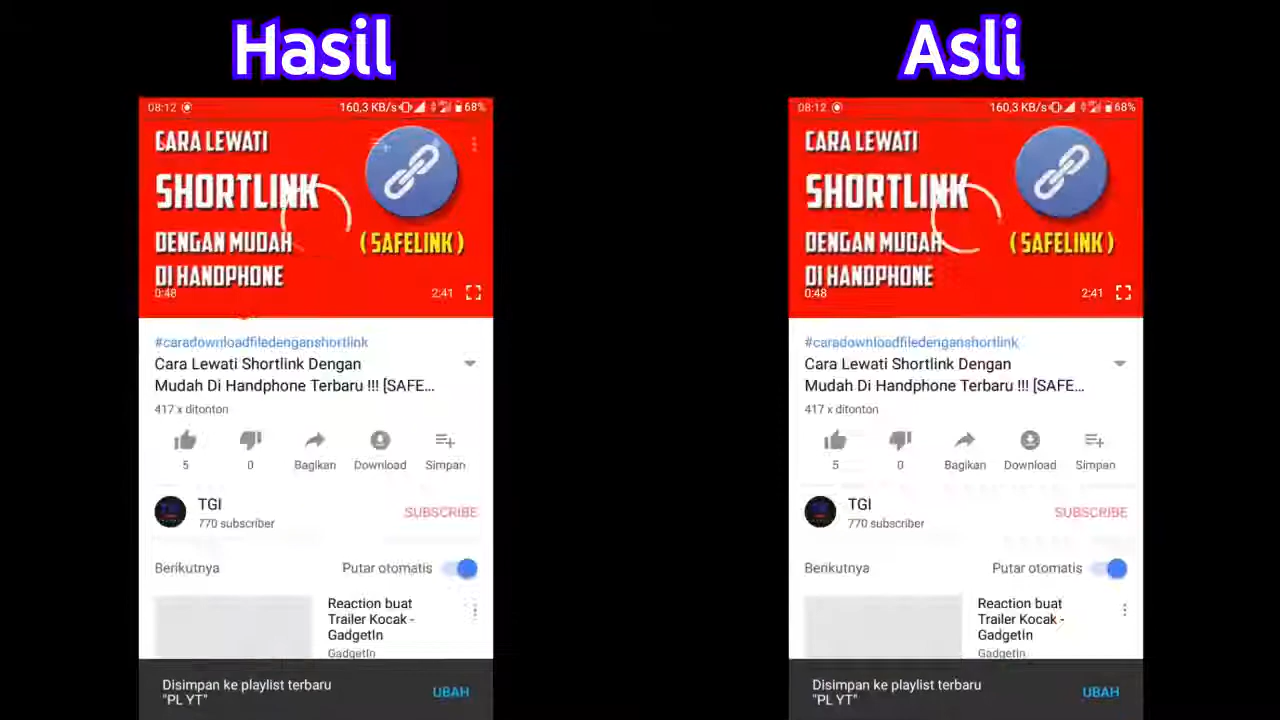 Hasil
08:12 160,3 KB/s 68%
CARA LEWATI
SHORTLINK
DENGAN MUDAH
( SAFELINK )
DI HANDPHONE
0:48 2:41
#caradownloadfiledenganshortlink
Cara Lewati Shortlink Dengan
Mudah Di Handphone Terbaru !!! [SAFE...
417 x ditonton
5 0 Bagikan Download Simpan
TGI
770 subscriber
SUBSCRIBE
Berikutnya Putar otomatis
Reaction buat
Trailer Kocak -
GadgetIn
GadgetIn
Disimpan ke playlist terbaru
"PL YT"
UBAH
Asli
08:12 160,3 KB/s 68%
CARA LEWATI
SHORTLINK
DENGAN MUDAH
( SAFELINK )
DI HANDPHONE
0:48 2:41
#caradownloadfiledenganshortlink
Cara Lewati Shortlink Dengan
Mudah Di Handphone Terbaru !!! [SAFE...
417 x ditonton
5 0 Bagikan Download Simpan
TGI
770 subscriber
SUBSCRIBE
Berikutnya Putar otomatis
Reaction buat
Trailer Kocak -
GadgetIn
GadgetIn
Disimpan ke playlist terbaru
"PL YT"
UBAH